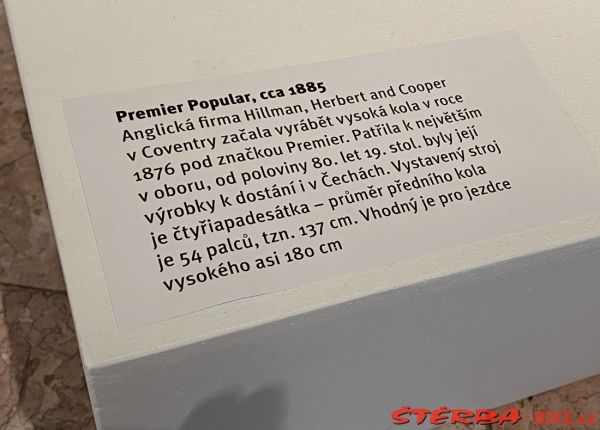 Premier Popular, cca 1885
Anglická firma Hillman, Herbert and Cooper
v Coventry začala vyrábět vysoká kola v roce
1876 pod značkou Premier. Patřila k největším
v oboru, od poloviny 80. let 19. stol. byly její
výrobky k dostání i v Čechách. Vystavený stroj
je čtyřiapadesátka – průměr předního kola
je 54 palců, tzn. 137 cm. Vhodný je pro jezdce
vysokého asi 180 cm
ŠTĚRBA-BIKE.cz